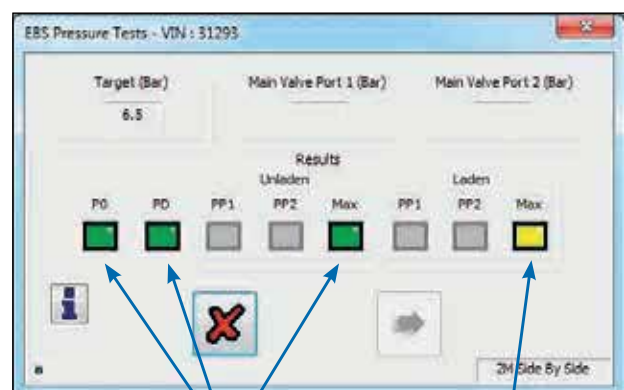 EBS Pressure Tests - VIN : 31293
Target (Bar) Main Valve Port 1 (Bar) Main Valve Port 2 (Bar)
6.5
Results
Unladen Laden
P0 PD PP1 PP2 Max PP1 PP2 Max
2M Side By Side